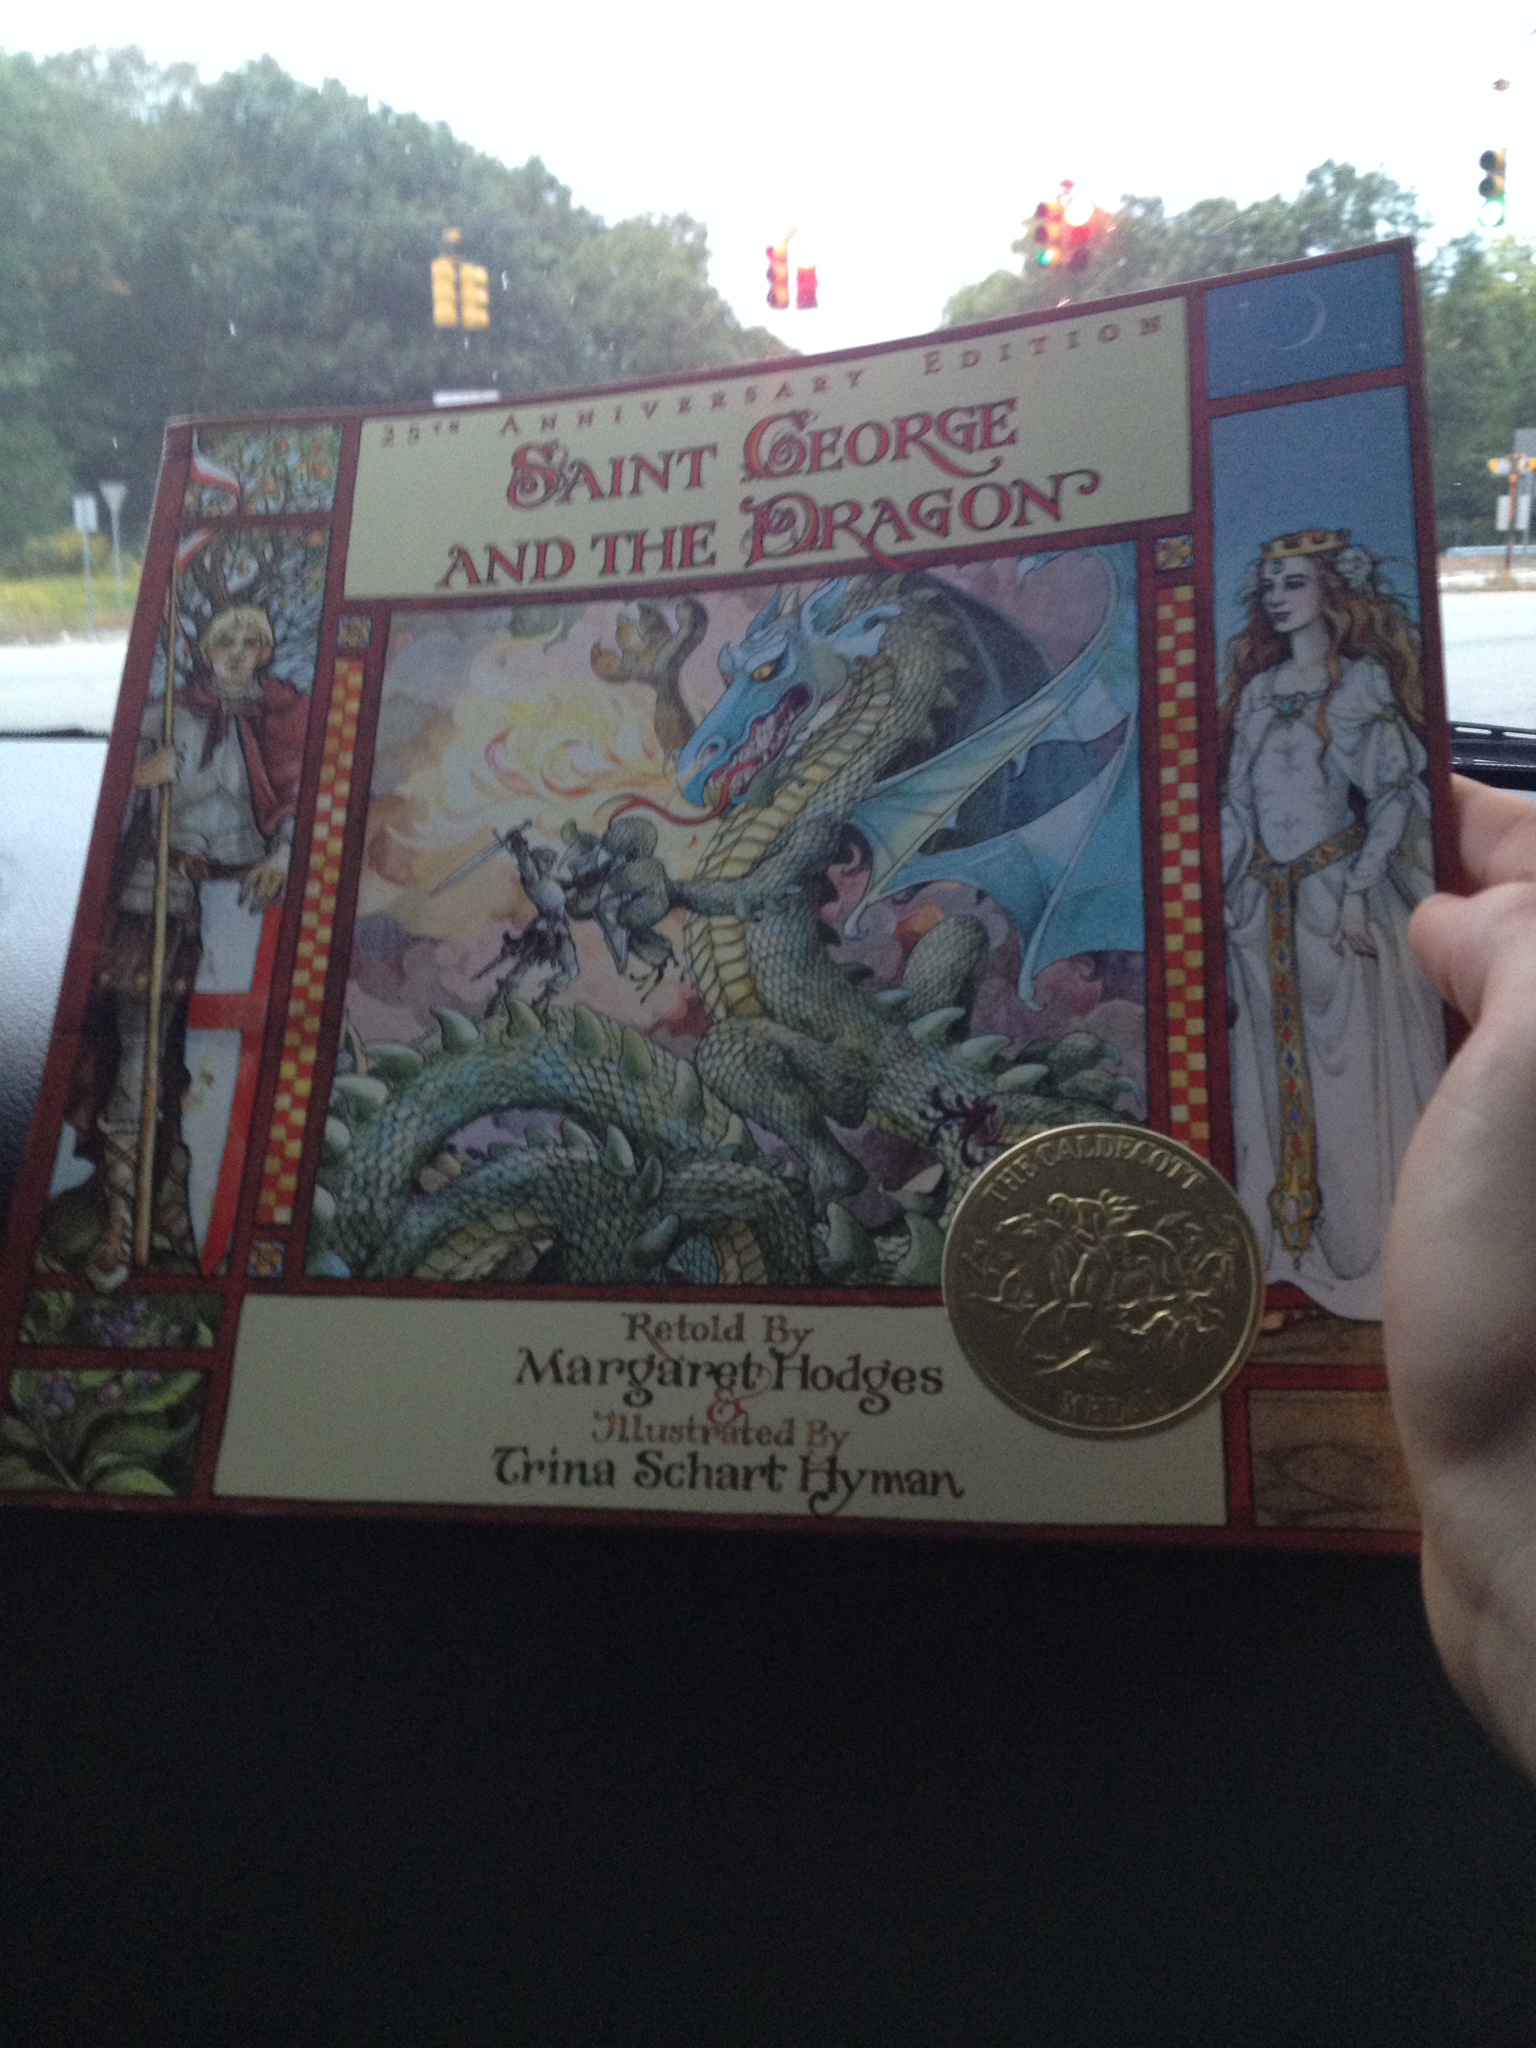 25TH ANNIVERSARY EDITION
SAINT GEORGE
AND THE DRAGON
Retold By
Margaret Hodges
&
Illustrated By
Trina Schart Hyman
THE CALDECOTT
MEDAL